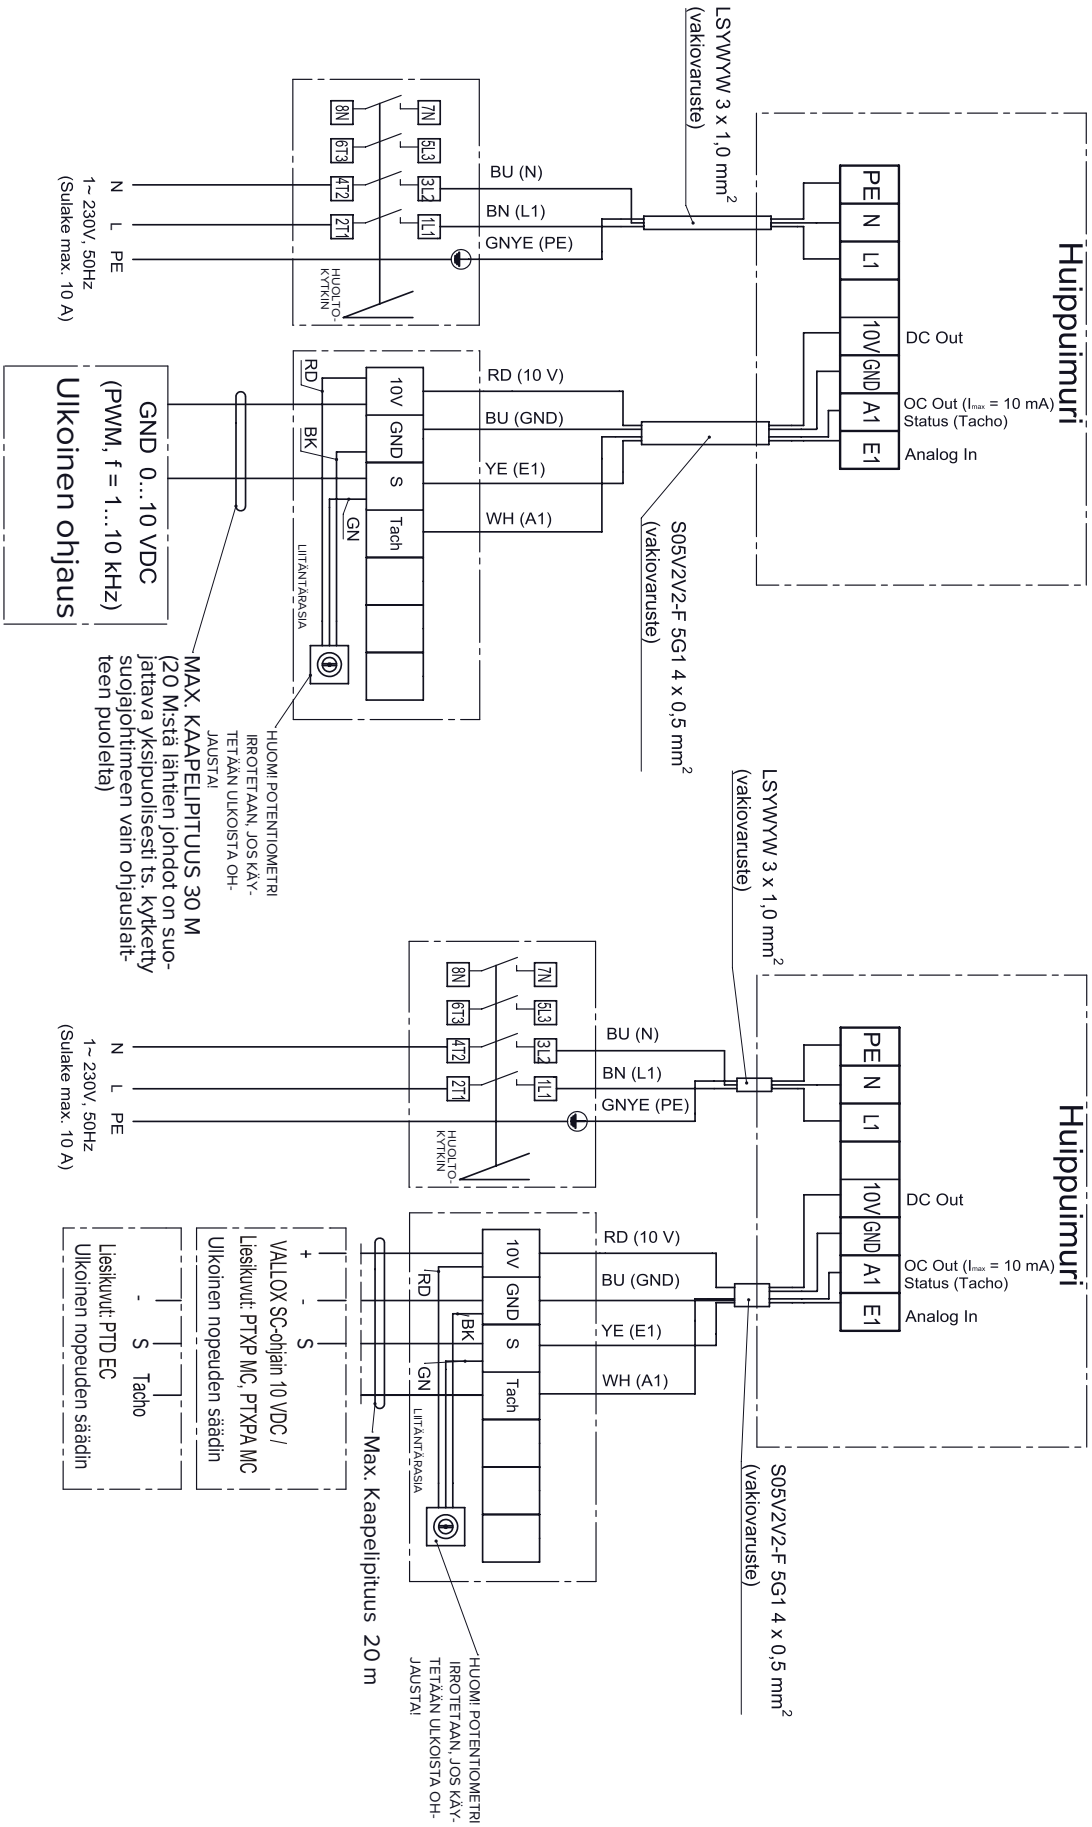 Huippuimuri
PE
N
L1
10V
GND
A1
E1
DC Out
OC Out (Imax = 10 mA)
Status (Tacho)
Analog In
LSYWYW 3 x 1,0 mm²
(vakiovaruste)
S05V2V2-F 5G1 4 x 0,5 mm²
(vakiovaruste)
BU (N)
BN (L1)
GNYE (PE)
7N
5L3
3L2
1L1
8N
6T3
4T2
2T1
HUOLTO-
KYTKIN
N
L
PE
1~ 230V, 50Hz
(Sulake max. 10 A)
RD (10 V)
BU (GND)
YE (E1)
WH (A1)
10V
GND
S
Tach
RD
BK
GN
LIITÄNTÄRASIA
GND 0...10 VDC
(PWM, f = 1...10 kHz)
Ulkoinen ohjaus
HUOM! POTENTIOMETRI
IRROTETAAN, JOS KÄY-
TETÄÄN ULKOISTA OH-
JAUSTA!
MAX. KAAPELIPITUUS 30 M
(20 M:stä lähtien johdot on suo-
jattava yksipuolisesti ts. kytketty
suojajohtimeen vain ohjauslait-
teen puolelta)
Huippuimuri
PE
N
L1
10V
GND
A1
E1
DC Out
OC Out (Imax = 10 mA)
Status (Tacho)
Analog In
LSYWYW 3 x 1,0 mm²
(vakiovaruste)
S05V2V2-F 5G1 4 x 0,5 mm²
(vakiovaruste)
BU (N)
BN (L1)
GNYE (PE)
7N
5L3
3L2
1L1
8N
6T3
4T2
2T1
HUOLTO-
KYTKIN
N
L
PE
1~ 230V, 50Hz
(Sulake max. 10 A)
RD (10 V)
BU (GND)
YE (E1)
WH (A1)
10V
GND
S
Tach
RD
BK
GN
LIITÄNTÄRASIA
Max. Kaapelipituus 20 m
HUOM! POTENTIOMETRI
IRROTETAAN, JOS KÄY-
TETÄÄN ULKOISTA OH-
JAUSTA!
+ - S
VALLOX SC-ohjain 10 VDC /
Liesikuvut: PTXP MC, PTXPA MC
Ulkoinen nopeuden säädin
- S Tacho
Liesikuvut: PTD EC
Ulkoinen nopeuden säädin